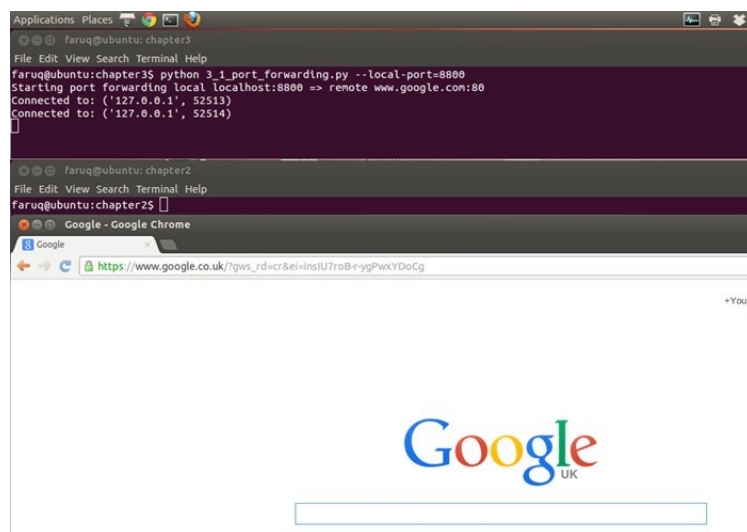 Applications Places
faruq@ubuntu: chapter3
File Edit View Search Terminal Help
faruq@ubuntu:chapter3$ python 3_1_port_forwarding.py --local-port=8800
Starting port forwarding local localhost:8800 => remote www.google.com:80
Connected to: ('127.0.0.1', 52513)
Connected to: ('127.0.0.1', 52514)
faruq@ubuntu: chapter2
File Edit View Search Terminal Help
faruq@ubuntu:chapter2$
Google - Google Chrome
Google
https://www.google.co.uk/?gws_rd=cr&ei=insIU7roB-r-ygPwxYDoCg
+You
Google
UK